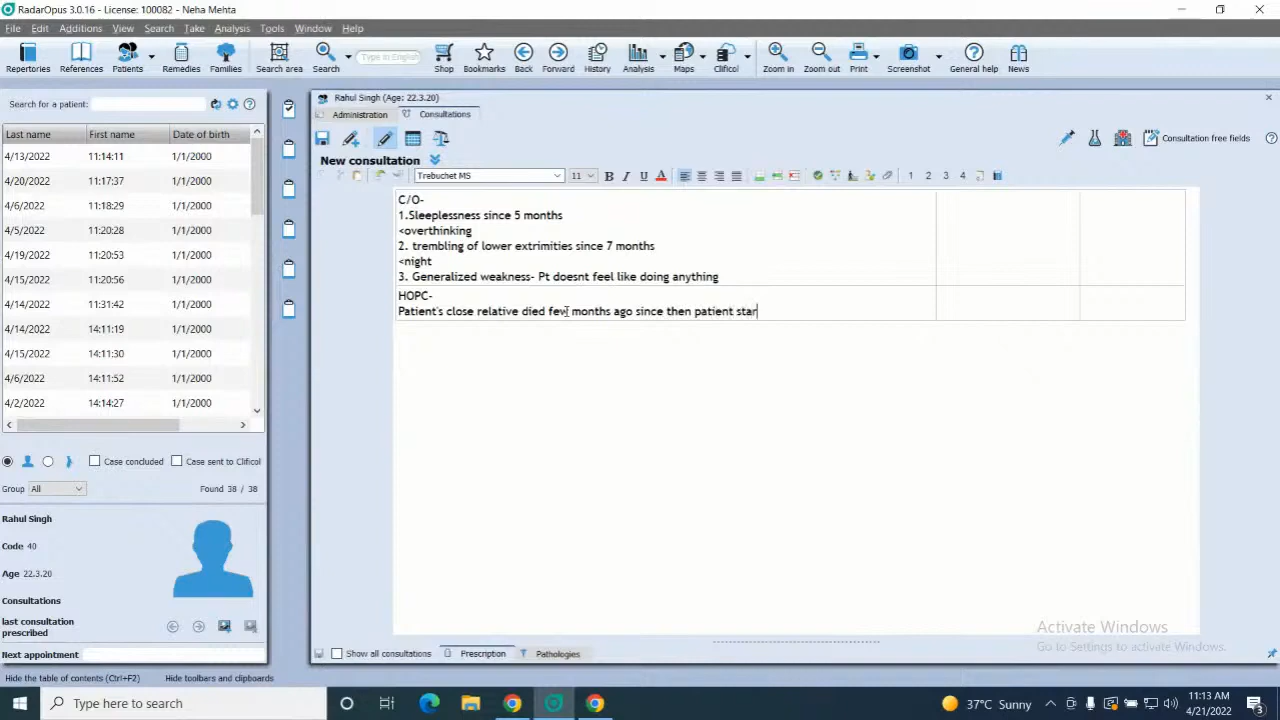 RadarOpus 3.0.16 - License: 100082 - Neha Mehta
File Edit Additions View Search Take Analysis Tools Window Help
Repertories References Patients Remedies Families Search area Search Type in English Shop Bookmarks Back Forward History Analysis Maps Clificol Zoom in Zoom out Print Screenshot General help News
Search for a patient:
Last name First name Date of birth
4/13/2022 11:14:11 1/1/2000
4/20/2022 11:17:37 1/1/2000
4/6/2022 11:18:29 1/1/2000
4/5/2022 11:20:28 1/1/2000
4/19/2022 11:20:53 1/1/2000
4/15/2022 11:20:56 1/1/2000
4/14/2022 11:31:42 1/1/2000
4/14/2022 14:11:19 1/1/2000
4/15/2022 14:11:30 1/1/2000
4/6/2022 14:11:52 1/1/2000
4/2/2022 14:14:27 1/1/2000
Case concluded Case sent to Clificol
Group All Found 38 / 38
Rahul Singh
Code 40
Age 22.3.20
Consultations
last consultation
prescribed
Next appointment
Rahul Singh (Age: 22.3.20)
Administration Consultations
Consultation free fields
New consultation
Trebuchet MS 11 B I U A 1 2 3 4
C/O-
1.Sleeplessness since 5 months
<overthinking
2. trembling of lower extrimities since 7 months
<night
3. Generalized weakness- Pt doesnt feel like doing anything
HOPC-
Patient's close relative died few months ago since then patient star
Activate Windows
Go to Settings to activate Windows.
Show all consultations Prescription Pathologies
Hide the table of contents (Ctrl+F2) Hide toolbars and clipboards
Type here to search
37°C Sunny
11:13 AM
4/21/2022
3